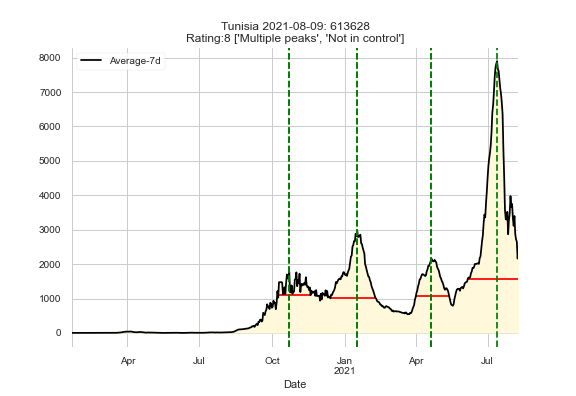 Tunisia 2021-08-09: 613628
Rating:8 ['Multiple peaks', 'Not in control']
Average-7d
8000
7000
6000
5000
4000
3000
2000
1000
0
Apr
Jul
Oct
Jan
2021
Apr
Jul
Date